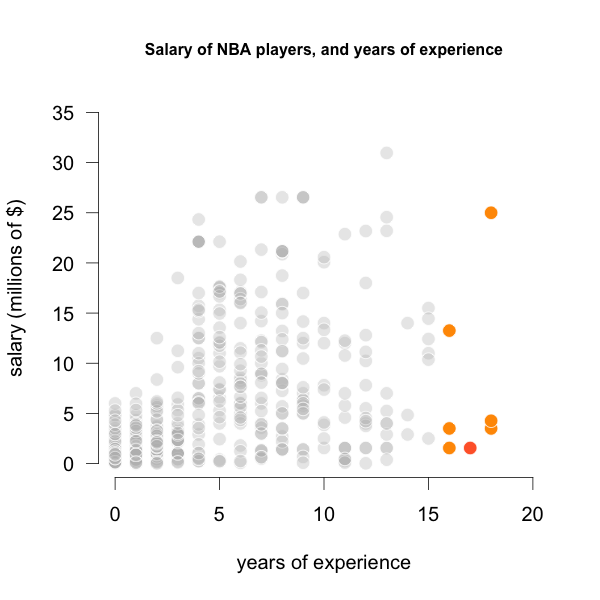 Salary of NBA players, and years of experience
35
30
25
20
15
10
5
0
salary (millions of $)
0 5 10 15 20
years of experience